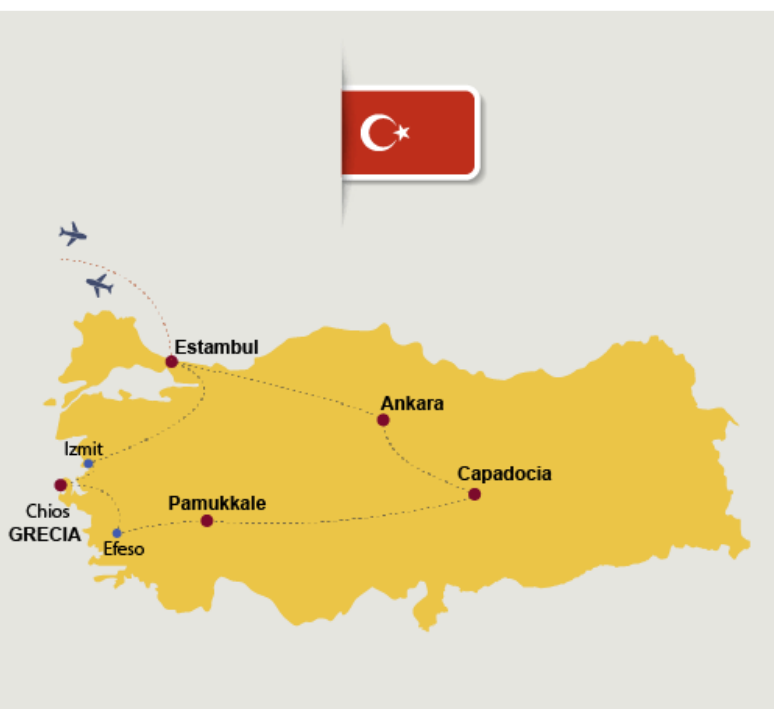 Estambul
Ankara
Izmit
Capadocia
Pamukkale
Chios
GRECIA
Efeso